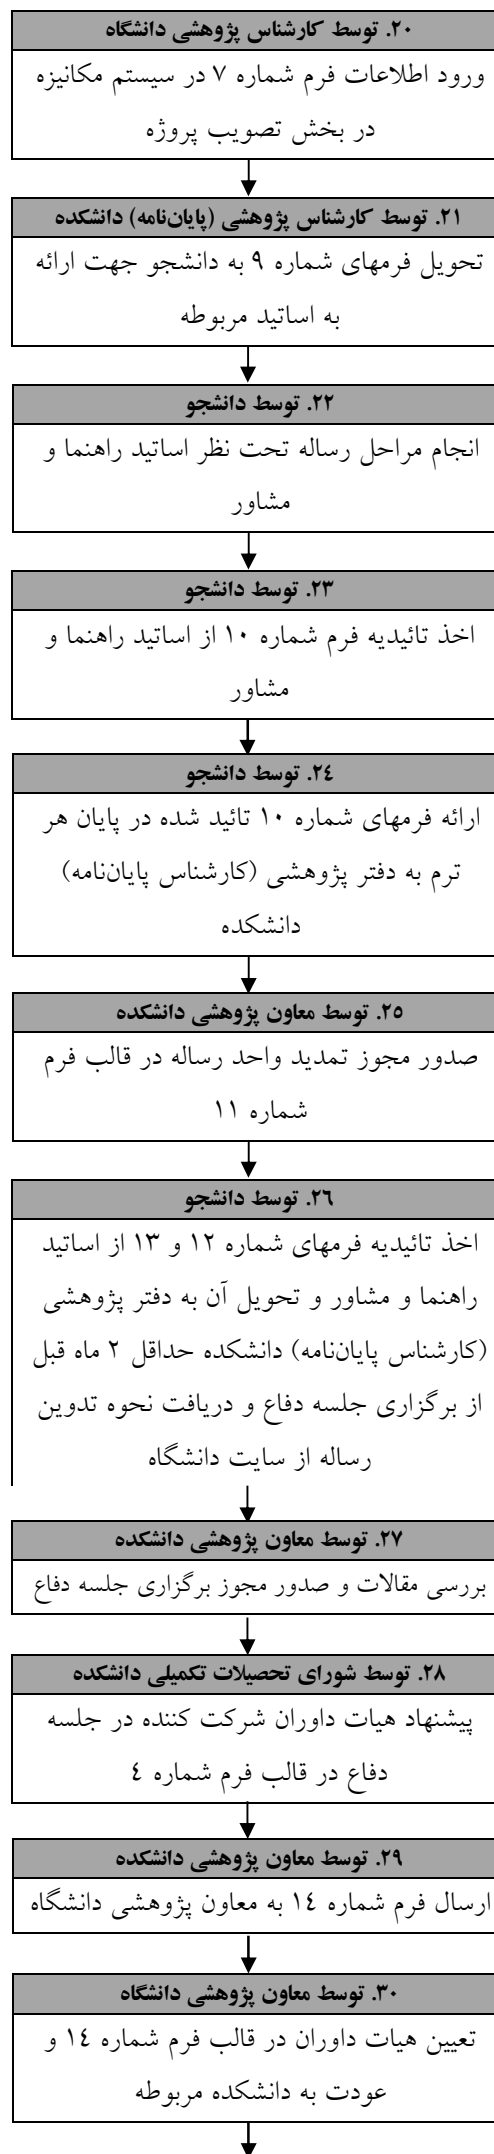 ۲۰. توسط کارشناس پژوهشی دانشگاه
ورود اطلاعات فرم شماره ۷ در سیستم مکانیزه
در بخش تصویب پروژه
۲۱. توسط کارشناس پژوهشی (پایان‌نامه) دانشکده
تحویل فرمهای شماره ۹ به دانشجو جهت ارائه
به اساتید مربوطه
۲۲. توسط دانشجو
انجام مراحل رساله تحت نظر اساتید راهنما و
مشاور
۲۳. توسط دانشجو
اخذ تائیدیه فرم شماره ۱۰ از اساتید راهنما و
مشاور
۲۴. توسط دانشجو
ارائه فرمهای شماره ۱۰ تائید شده در پایان هر
ترم به دفتر پژوهشی (کارشناس پایان‌نامه)
دانشکده
۲۵. توسط معاون پژوهشی دانشکده
صدور مجوز تمدید واحد رساله در قالب فرم
شماره ۱۱
۲۶. توسط دانشجو
اخذ تائیدیه فرمهای شماره ۱۲ و ۱۳ از اساتید
راهنما و مشاور و تحویل آن به دفتر پژوهشی
(کارشناس پایان‌نامه) دانشکده حداقل ۲ ماه قبل
از برگزاری جلسه دفاع و دریافت نحوه تدوین
رساله از سایت دانشگاه
۲۷. توسط معاون پژوهشی دانشکده
بررسی مقالات و صدور مجوز برگزاری جلسه دفاع
۲۸. توسط شورای تحصیلات تکمیلی دانشکده
پیشنهاد هیات داوران شرکت کننده در جلسه
دفاع در قالب فرم شماره ٤
۲۹. توسط معاون پژوهشی دانشکده
ارسال فرم شماره ۱٤ به معاون پژوهشی دانشگاه
۳۰. توسط معاون پژوهشی دانشگاه
تعیین هیات داوران در قالب فرم شماره ۱٤ و
عودت به دانشکده مربوطه